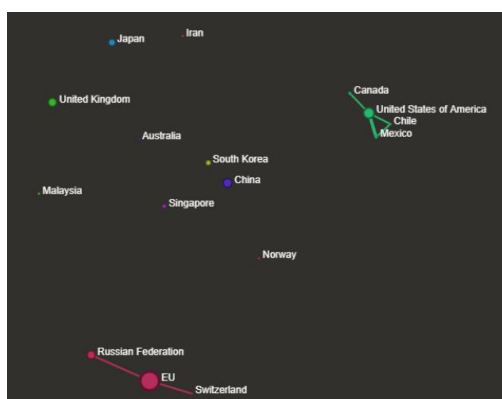 Iran
Japan
Canada
United Kingdom
United States of America
Chile
Mexico
Australia
South Korea
China
Malaysia
Singapore
Norway
Russian Federation
EU
Switzerland